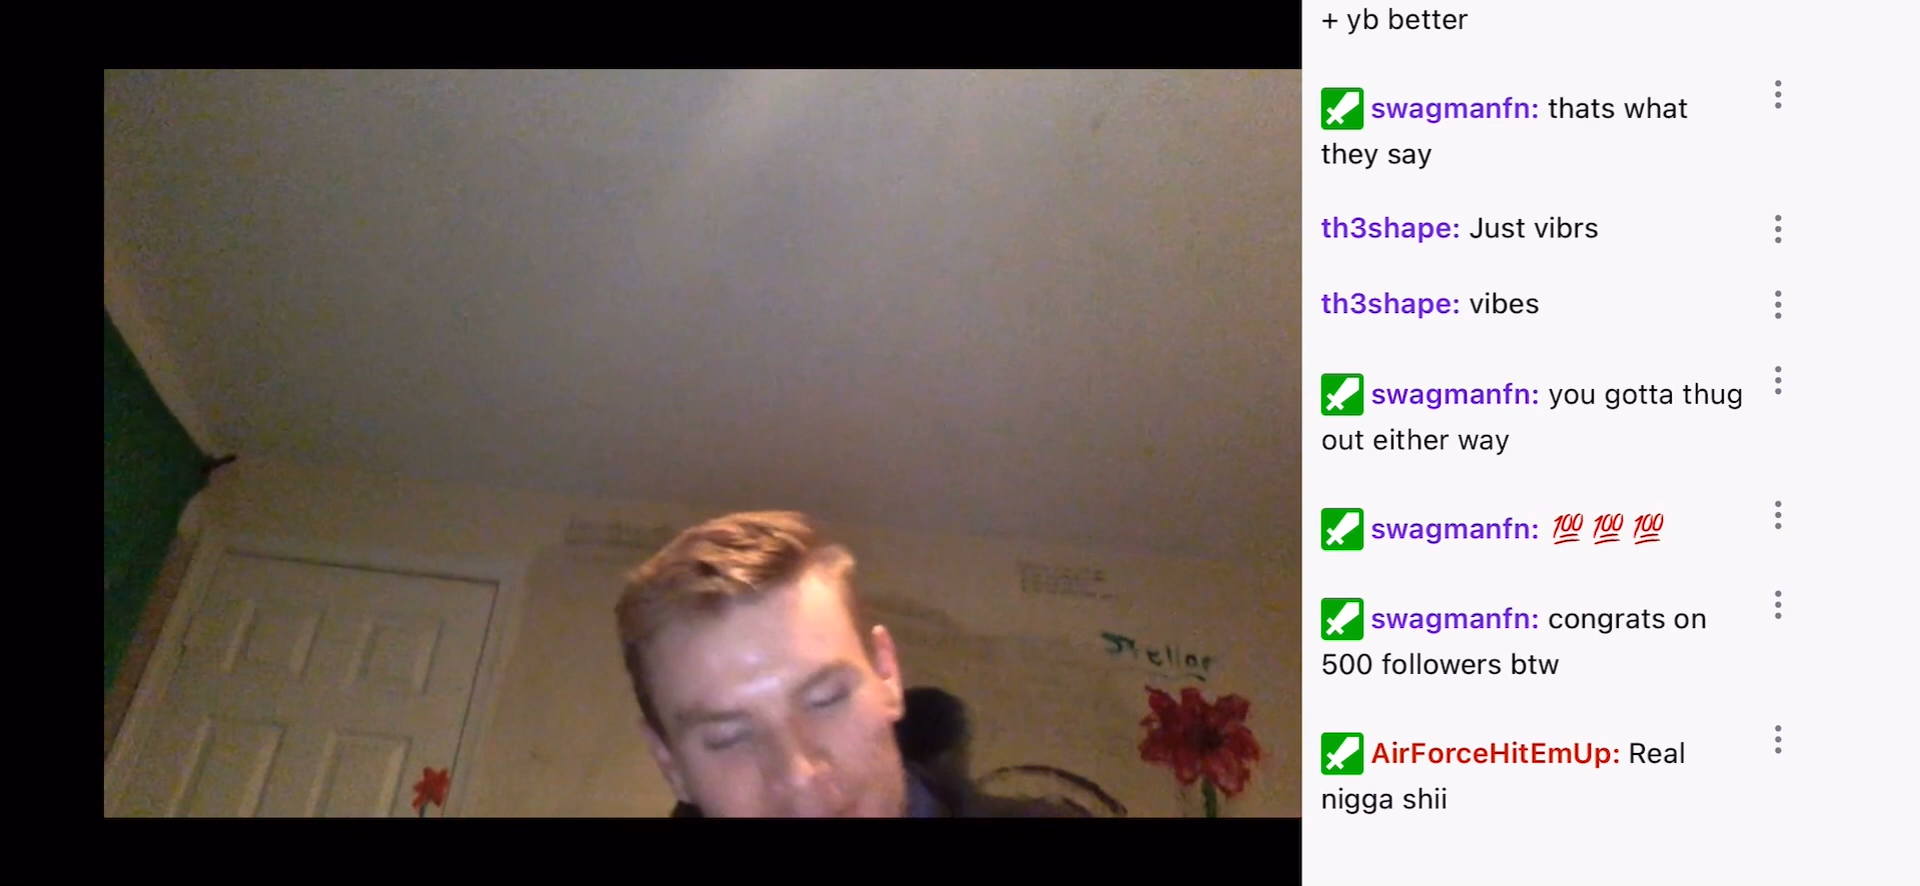 + yb better
swagmanfn: thats what
they say
th3shape: Just vibrs
th3shape: vibes
swagmanfn: you gotta thug
out either way
swagmanfn: 💯 💯 💯
swagmanfn: congrats on
500 followers btw
AirForceHitEmUp: Real
nigga shii
Stellar